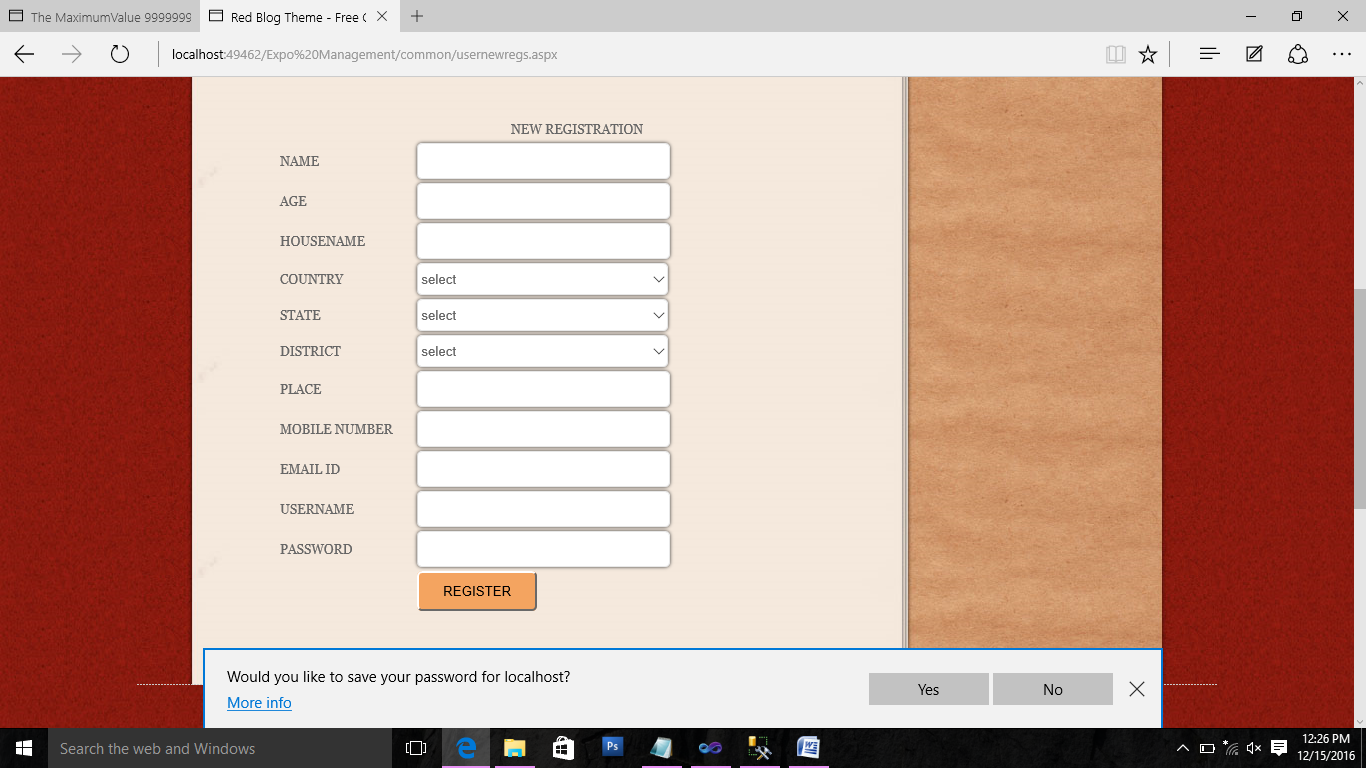 The MaximumValue 9999999
Red Blog Theme - Free C
localhost:49462/Expo%20Management/common/usernewregs.aspx
NEW REGISTRATION
NAME
AGE
HOUSENAME
COUNTRY select
STATE select
DISTRICT select
PLACE
MOBILE NUMBER
EMAIL ID
USERNAME
PASSWORD
REGISTER
Would you like to save your password for localhost?
More info
Yes
No
Search the web and Windows
Ps
12:26 PM
12/15/2016